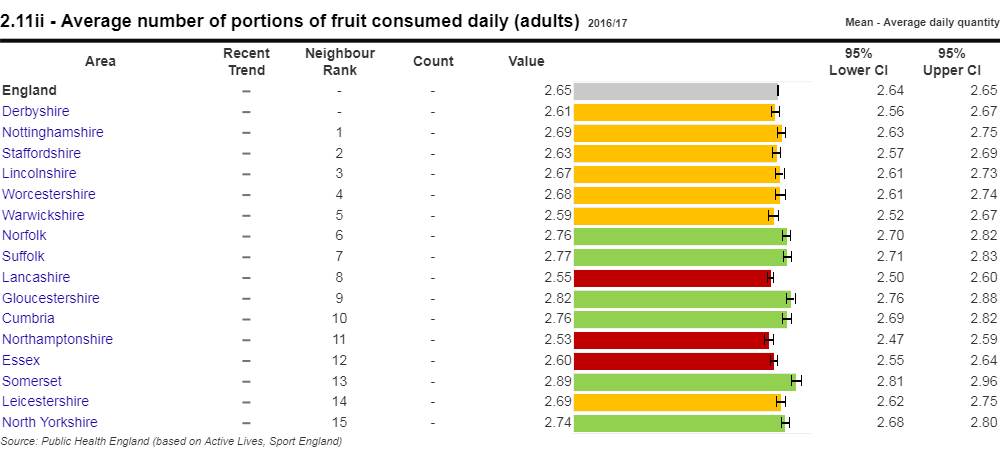 2.11ii - Average number of portions of fruit consumed daily (adults) 2016/17 Mean - Average daily quantity
Area Recent Trend Neighbour Rank Count Value 95% Lower CI 95% Upper CI
England – - - 2.65 2.64 2.65
Derbyshire – - - 2.61 2.56 2.67
Nottinghamshire – 1 - 2.69 2.63 2.75
Staffordshire – 2 - 2.63 2.57 2.69
Lincolnshire – 3 - 2.67 2.61 2.73
Worcestershire – 4 - 2.68 2.61 2.74
Warwickshire – 5 - 2.59 2.52 2.67
Norfolk – 6 - 2.76 2.70 2.82
Suffolk – 7 - 2.77 2.71 2.83
Lancashire – 8 - 2.55 2.50 2.60
Gloucestershire – 9 - 2.82 2.76 2.88
Cumbria – 10 - 2.76 2.69 2.82
Northamptonshire – 11 - 2.53 2.47 2.59
Essex – 12 - 2.60 2.55 2.64
Somerset – 13 - 2.89 2.81 2.96
Leicestershire – 14 - 2.69 2.62 2.75
North Yorkshire – 15 - 2.74 2.68 2.80
Source: Public Health England (based on Active Lives, Sport England)